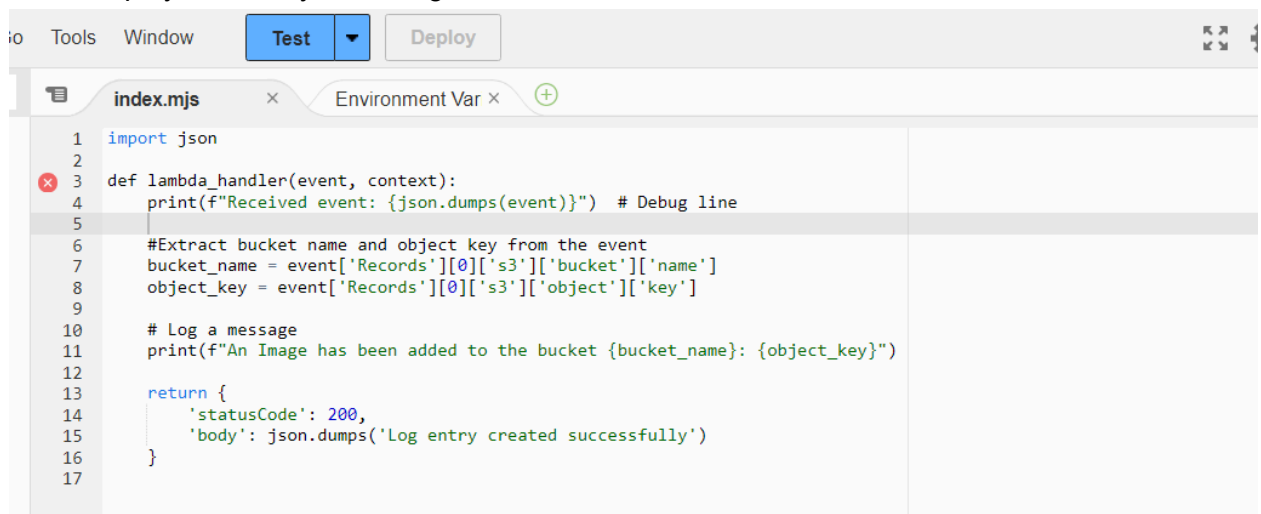 Tools Window Test Deploy
index.mjs × Environment Var ×
1 import json
2
3 def lambda_handler(event, context):
4     print(f"Received event: {json.dumps(event)}")  # Debug line
5
6     #Extract bucket name and object key from the event
7     bucket_name = event['Records'][0]['s3']['bucket']['name']
8     object_key = event['Records'][0]['s3']['object']['key']
9
10     # Log a message
11     print(f"An Image has been added to the bucket {bucket_name}: {object_key}")
12
13     return {
14         'statusCode': 200,
15         'body': json.dumps('Log entry created successfully')
16     }
17